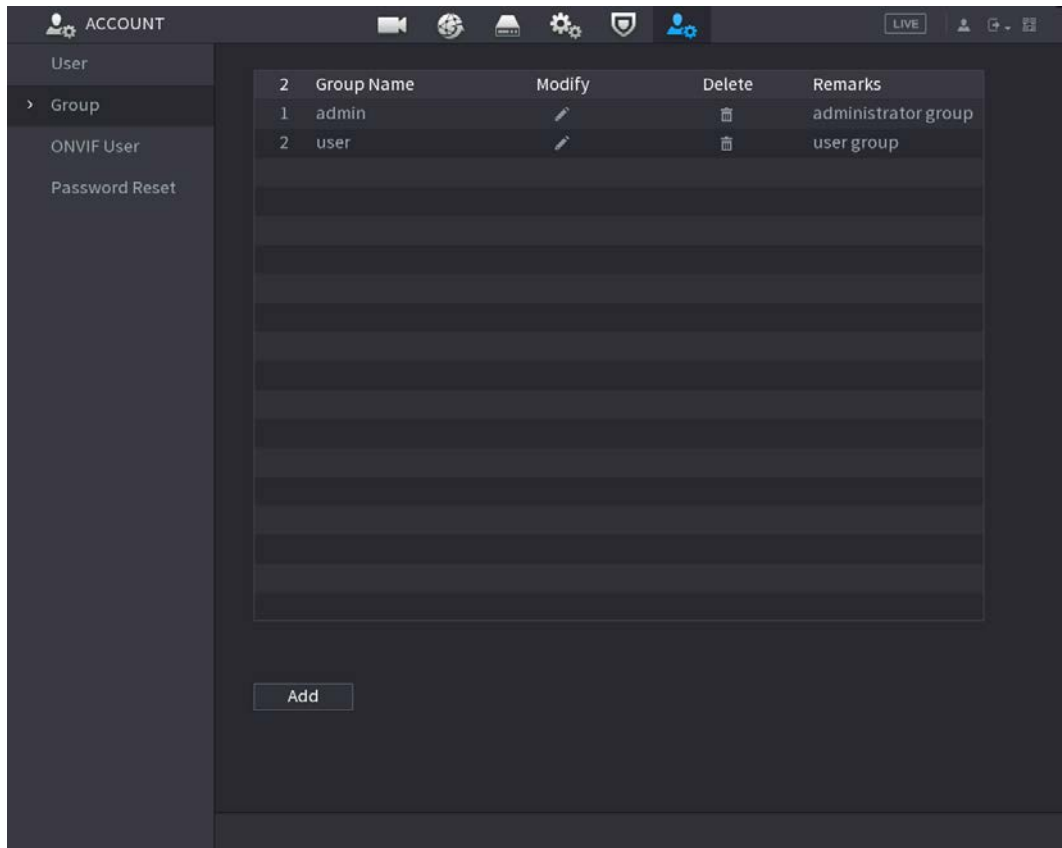 ACCOUNT LIVE
User
Group
ONVIF User
Password Reset
2 Group Name Modify Delete Remarks
1 admin administrator group
2 user user group
Add